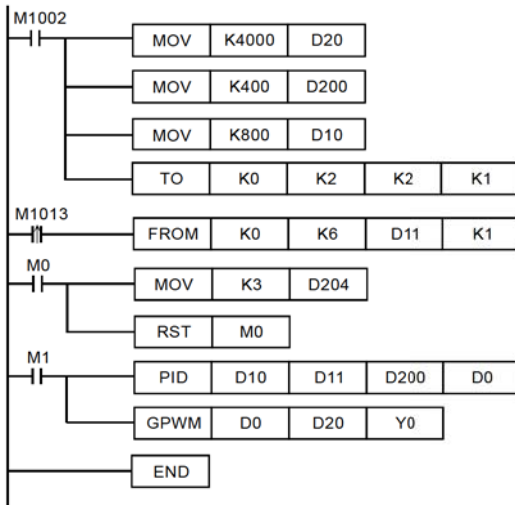 M1002
MOV K4000 D20
MOV K400 D200
MOV K800 D10
TO K0 K2 K2 K1
M1013
FROM K0 K6 D11 K1
M0
MOV K3 D204
RST M0
M1
PID D10 D11 D200 D0
GPWM D0 D20 Y0
END